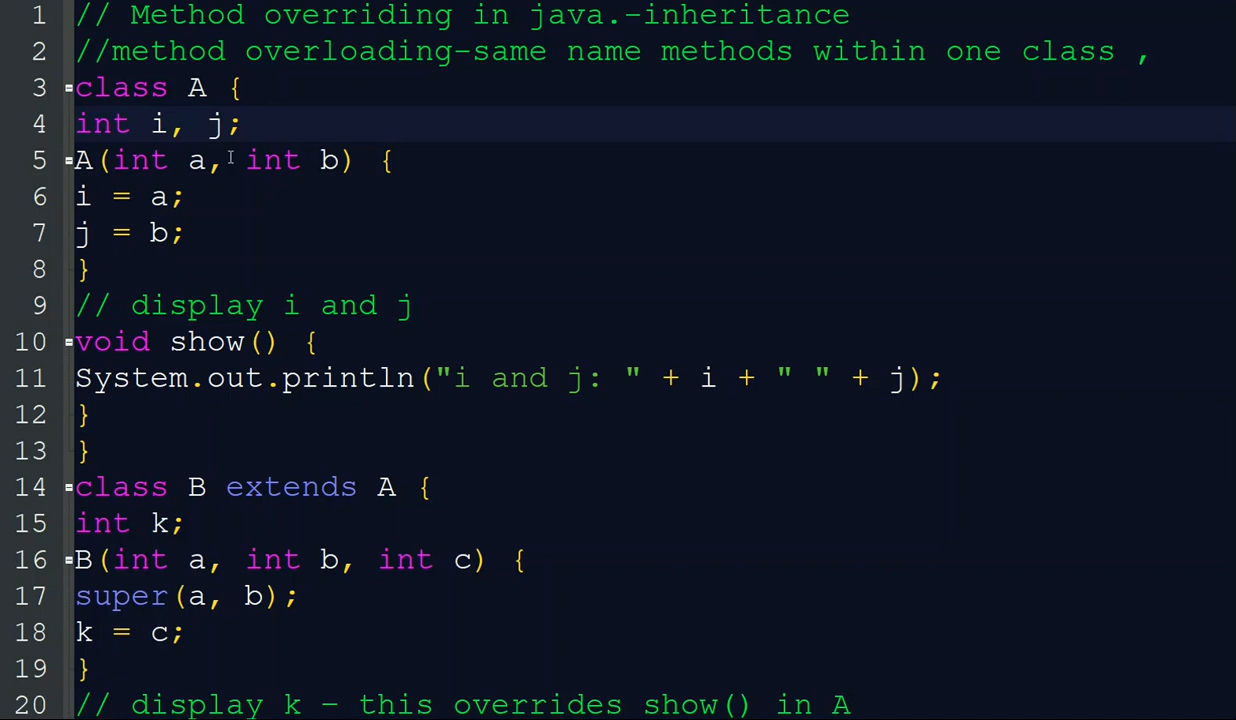 1 // Method overriding in java.-inheritance
2 //method overloading-same name methods within one class ,
3 class A {
4 int i, j;
5 A(int a, int b) {
6 i = a;
7 j = b;
8 }
9 // display i and j
10 void show() {
11 System.out.println("i and j: " + i + " " + j);
12 }
13 }
14 class B extends A {
15 int k;
16 B(int a, int b, int c) {
17 super(a, b);
18 k = c;
19 }
20 // display k – this overrides show() in A